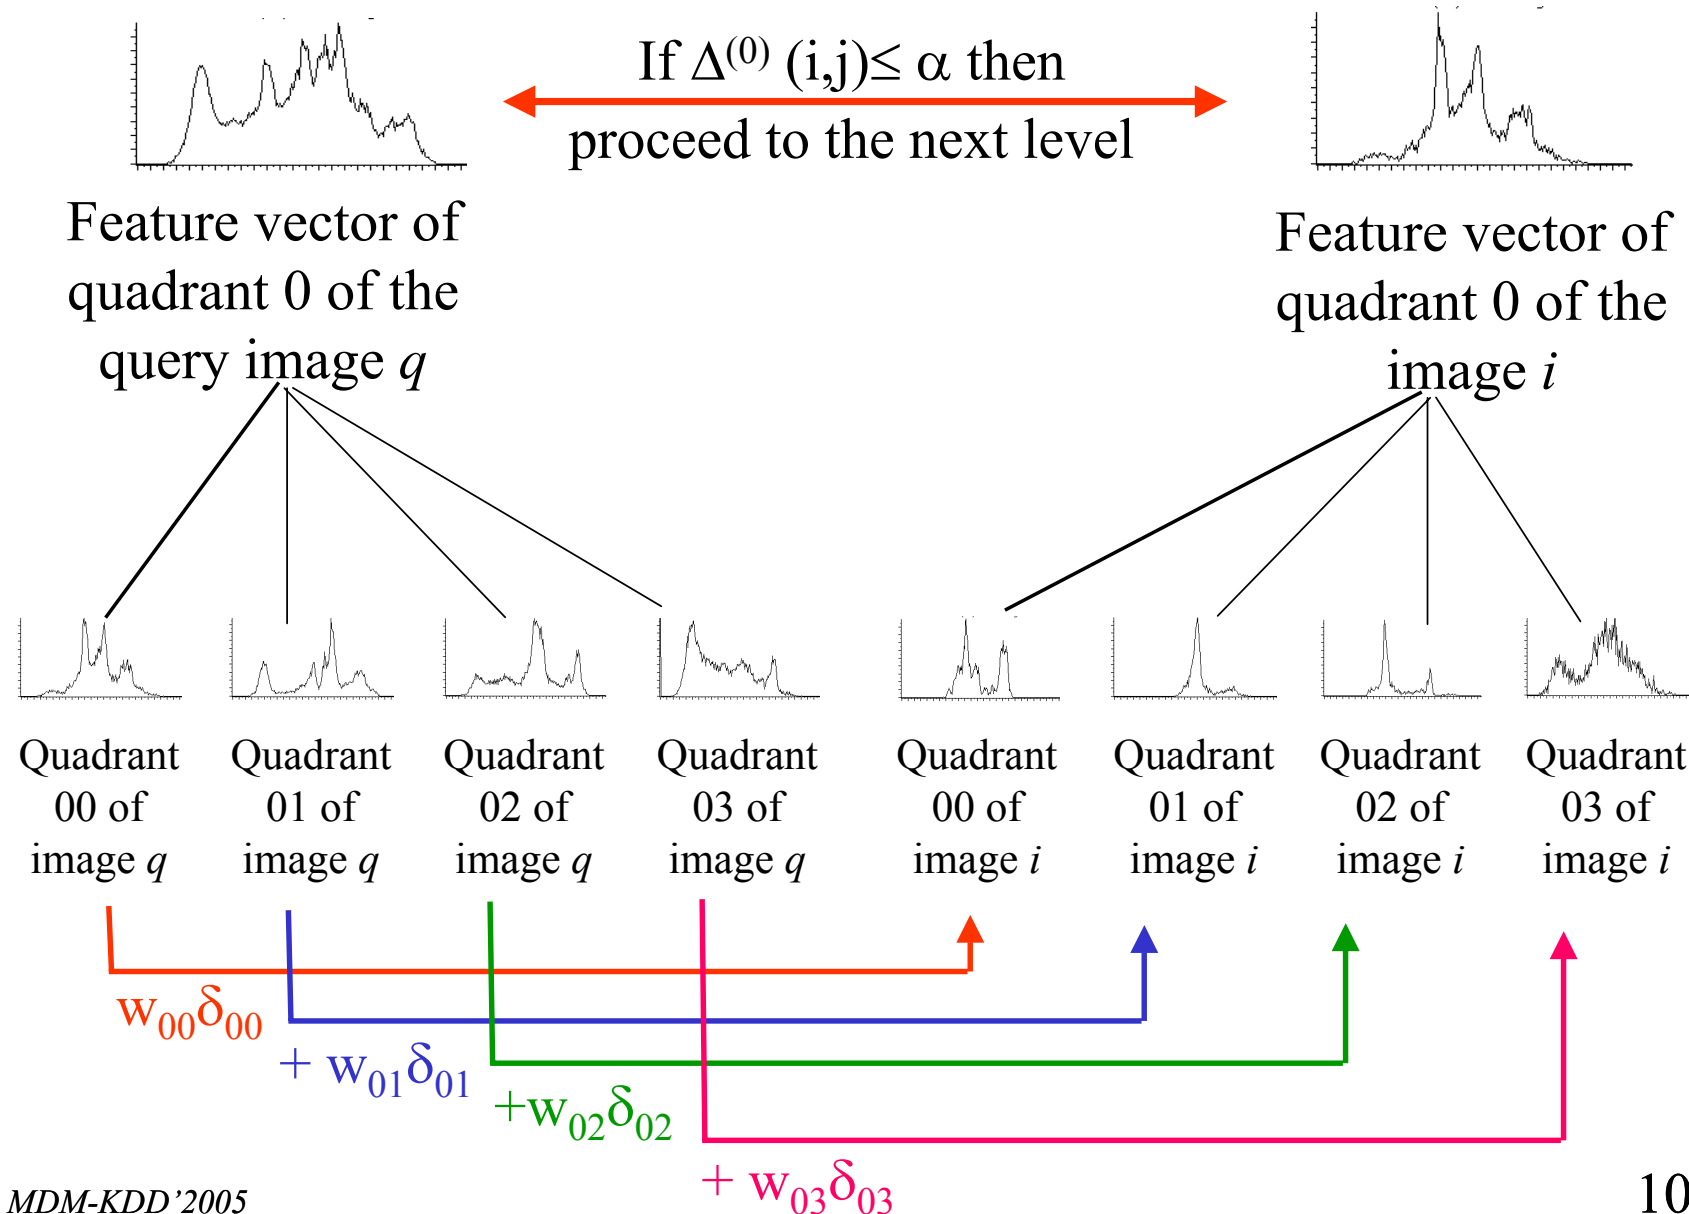 If Δ(0) (i,j)≤ α then
proceed to the next level
Feature vector of
quadrant 0 of the
query image q
Feature vector of
quadrant 0 of the
image i
Quadrant
00 of
image q
Quadrant
01 of
image q
Quadrant
02 of
image q
Quadrant
03 of
image q
Quadrant
00 of
image i
Quadrant
01 of
image i
Quadrant
02 of
image i
Quadrant
03 of
image i
w00δ00
+ w01δ01
+w02δ02
+ w03δ03
MDM-KDD’2005
10